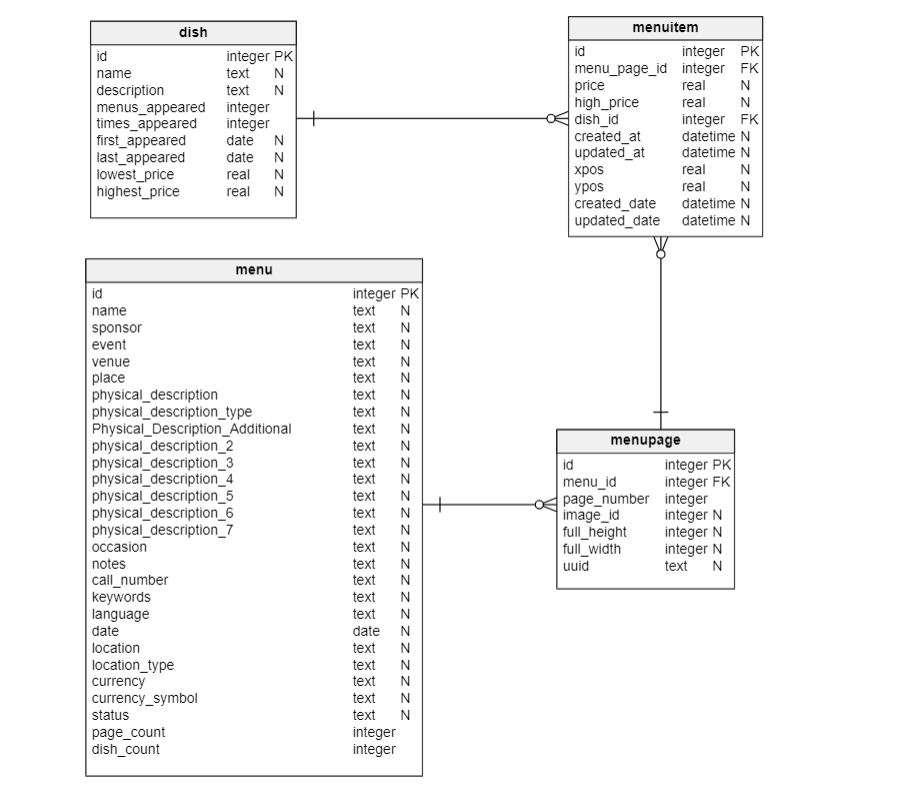 dish
id integer PK
name text N
description text N
menus_appeared integer
times_appeared integer
first_appeared date N
last_appeared date N
lowest_price real N
highest_price real N
menuitem
id integer PK
menu_page_id integer FK
price real N
high_price real N
dish_id integer FK
created_at datetime N
updated_at datetime N
xpos real N
ypos real N
created_date datetime N
updated_date datetime N
menu
id integer PK
name text N
sponsor text N
event text N
venue text N
place text N
physical_description text N
physical_description_type text N
Physical_Description_Additional text N
physical_description_2 text N
physical_description_3 text N
physical_description_4 text N
physical_description_5 text N
physical_description_6 text N
physical_description_7 text N
occasion text N
notes text N
call_number text N
keywords text N
language text N
date date N
location text N
location_type text N
currency text N
currency_symbol text N
status text N
page_count integer
dish_count integer
menupage
id integer PK
menu_id integer FK
page_number integer
image_id integer N
full_height integer N
full_width integer N
uuid text N